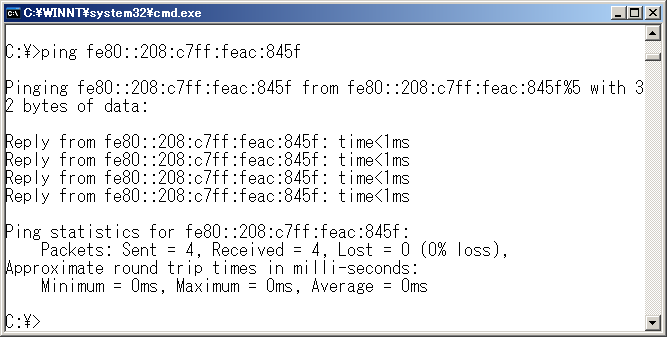 C:¥WINNT¥system32¥cmd.exe
C:¥>ping fe80::208:c7ff:feac:845f
Pinging fe80::208:c7ff:feac:845f from fe80::208:c7ff:feac:845f%5 with 3
2 bytes of data:
Reply from fe80::208:c7ff:feac:845f: time<1ms
Reply from fe80::208:c7ff:feac:845f: time<1ms
Reply from fe80::208:c7ff:feac:845f: time<1ms
Reply from fe80::208:c7ff:feac:845f: time<1ms
Ping statistics for fe80::208:c7ff:feac:845f:
Packets: Sent = 4, Received = 4, Lost = 0 (0% loss),
Approximate round trip times in milli-seconds:
Minimum = 0ms, Maximum = 0ms, Average = 0ms
C:¥>